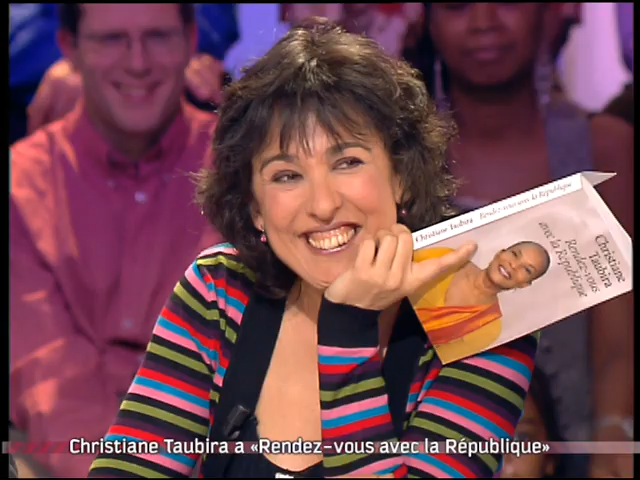 Christiane Taubira Rendez-vous avec la République
Christiane
Taubira
Rendez-vous
avec la République
Christiane Taubira a «Rendez-vous avec la République»